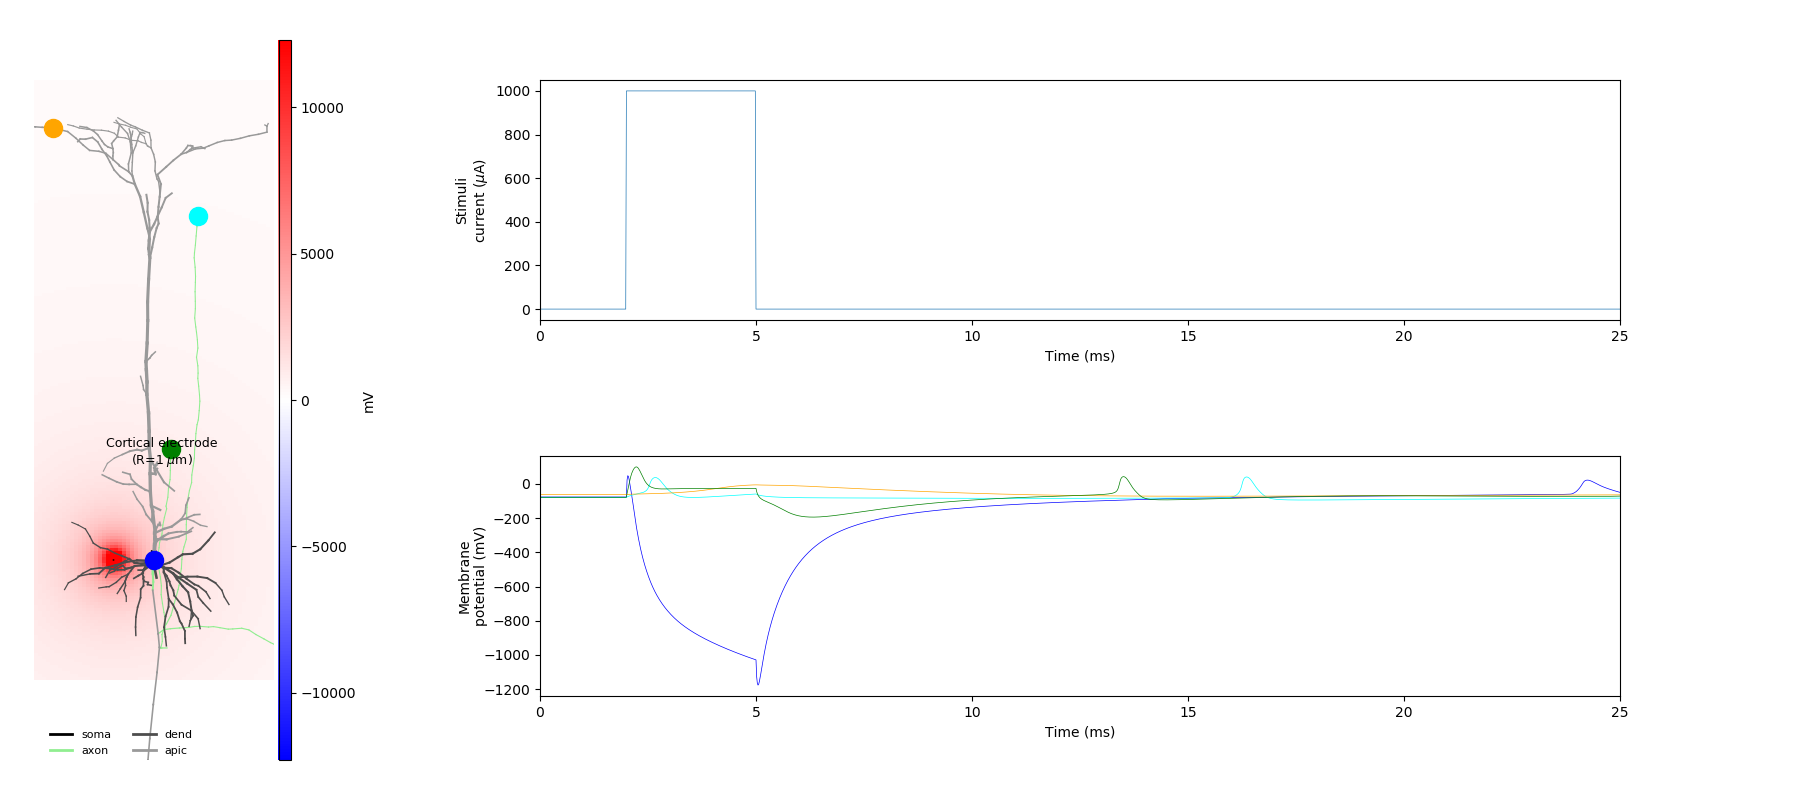 10000
5000
0
−5000
−10000
mV
Cortical electrode
(R=1 μm)
soma
axon
dend
apic
Stimuli
current (μA)
1000
800
600
400
200
0
0
5
10
15
20
25
Time (ms)
Membrane
potential (mV)
0
−200
−400
−600
−800
−1000
−1200
0
5
10
15
20
25
Time (ms)